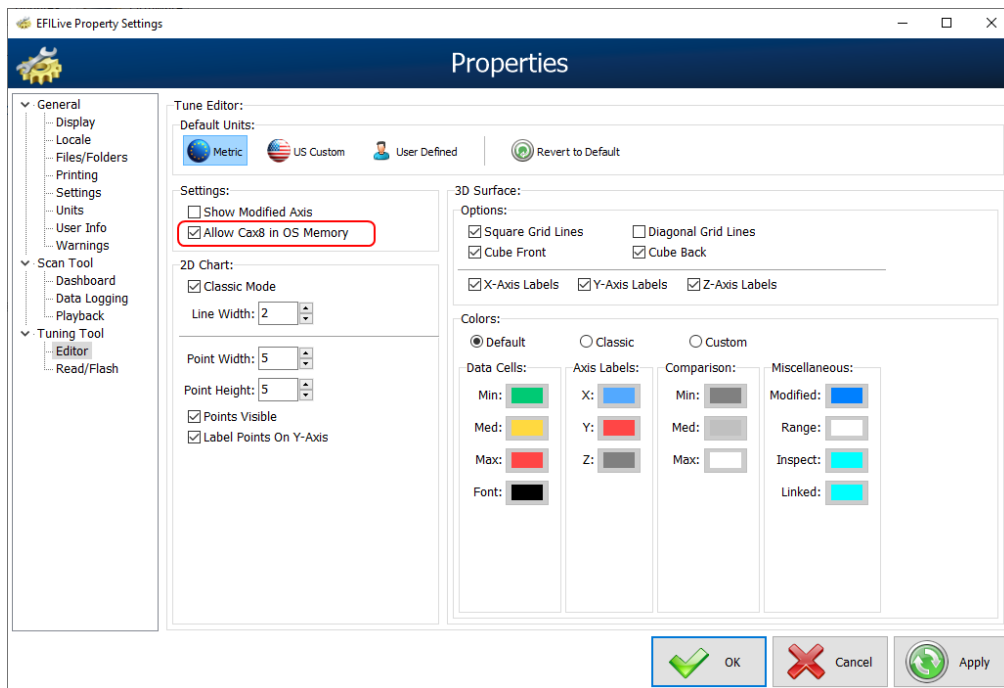 EFILive Property Settings
Properties
General
Display
Locale
Files/Folders
Printing
Settings
Units
User Info
Warnings
Scan Tool
Dashboard
Data Logging
Playback
Tuning Tool
Editor
Read/Flash
Tune Editor:
Default Units:
Metric US Custom User Defined Revert to Default
Settings:
Show Modified Axis
Allow Cax8 in OS Memory
2D Chart:
Classic Mode
Line Width: 2
Point Width: 5
Point Height: 5
Points Visible
Label Points On Y-Axis
3D Surface:
Options:
Square Grid Lines Diagonal Grid Lines
Cube Front Cube Back
X-Axis Labels Y-Axis Labels Z-Axis Labels
Colors:
Default Classic Custom
Data Cells: Axis Labels: Comparison: Miscellaneous:
Min: X: Min: Modified:
Med: Y: Med: Range:
Max: Z: Max: Inspect:
Font: Linked:
OK Cancel Apply